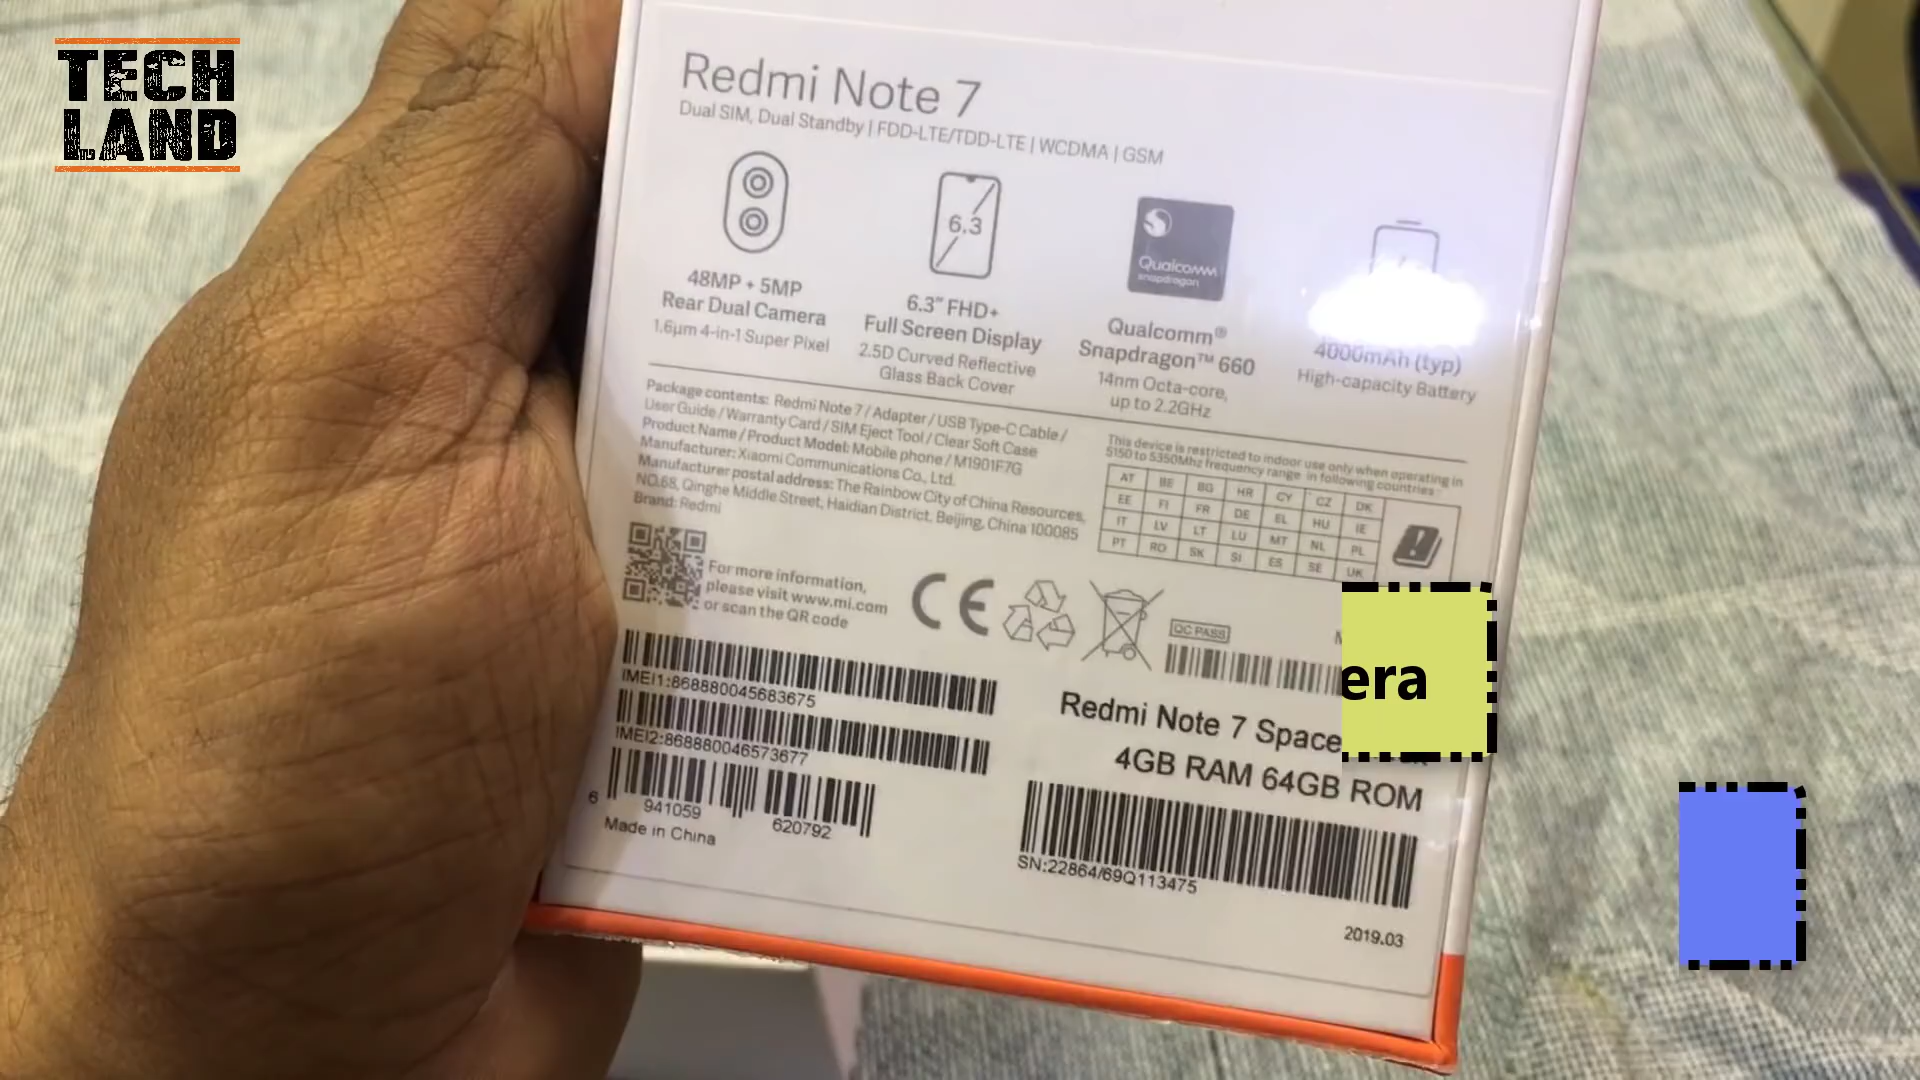 TECH
LAND
Redmi Note 7
Dual SIM, Dual Standby | FDD-LTE/TDD-LTE | WCDMA | GSM
6.3
Qualcomm
snapdragon
48MP + 5MP
Rear Dual Camera
1.6µm 4-in-1 Super Pixel
6.3" FHD+
Full Screen Display
2.5D Curved Reflective
Glass Back Cover
Qualcomm®
Snapdragon™ 660
14nm Octa-core,
up to 2.2GHz
4000mAh (typ)
High-capacity Battery
Package contents: Redmi Note 7 / Adapter / USB Type-C Cable /
User Guide / Warranty Card / SIM Eject Tool / Clear Soft Case
Product Name / Product Model: Mobile phone / M1901F7G
Manufacturer: Xiaomi Communications Co., Ltd.
Manufacturer postal address: The Rainbow City of China Resources,
NO.68, Qinghe Middle Street, Haidian District, Beijing, China 100085
Brand: Redmi
This device is restricted to indoor use only when operating in
5150 to 5350Mhz frequency range in following countries:
AT BE BG HR CY CZ DK
EE FI FR DE EL HU IE
IT LV LT LU MT NL PL
PT RO SK SI ES SE UK
For more information,
please visit www.mi.com
or scan the QR code
CE
QC PASS
era
IMEI1:868880045683675
IMEI2:868880046573677
6 941059 620792
Made in China
Redmi Note 7 Space
4GB RAM 64GB ROM
SN:22864/69Q113475
2019.03